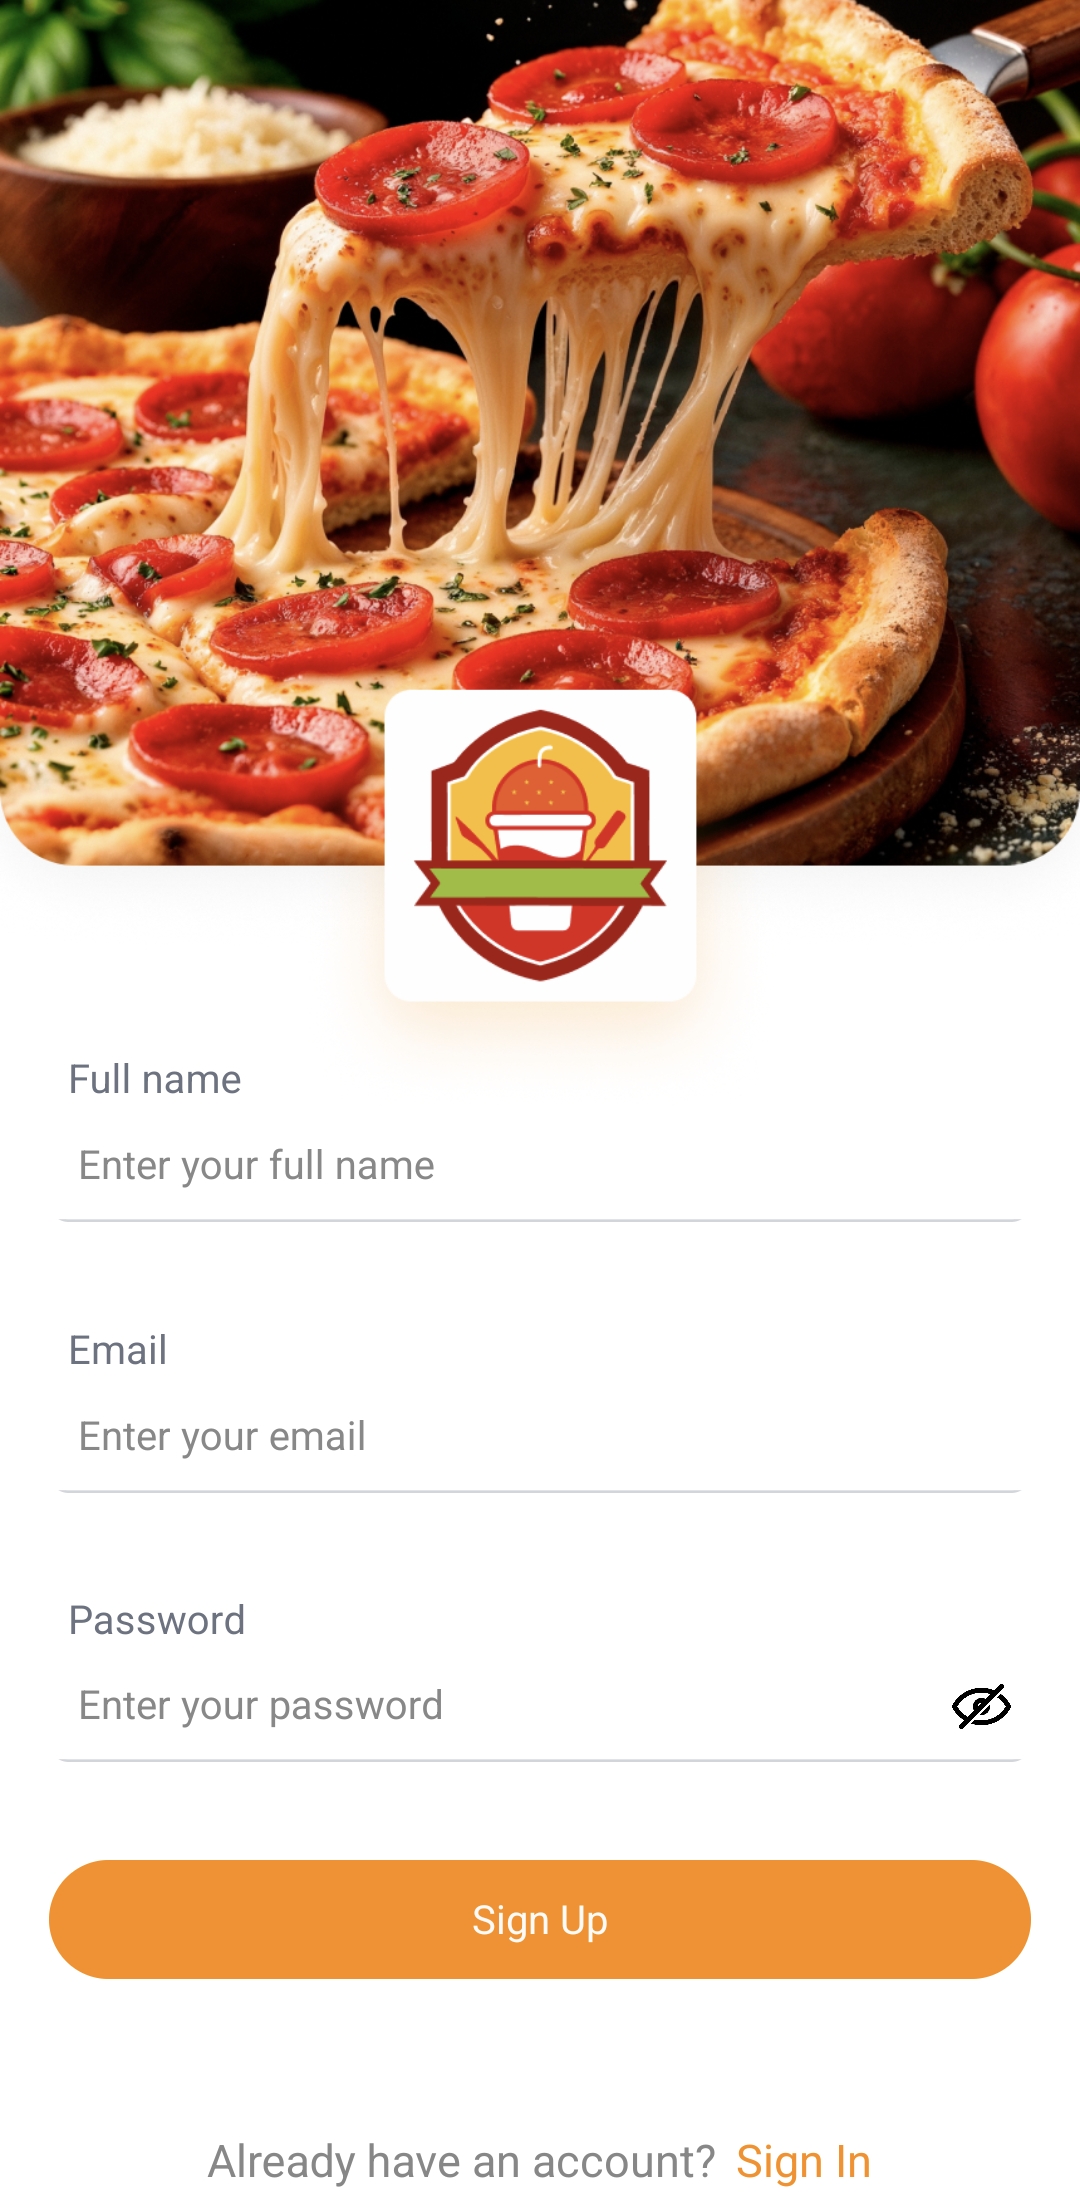 Full name
Enter your full name
Email
Enter your email
Password
Enter your password
Sign Up
Already have an account? Sign In